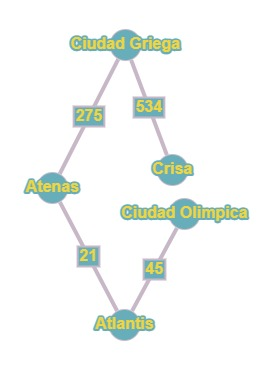 Ciudad Griega
275
534
Crisa
Atenas
Ciudad Olimpica
21
45
Atlantis